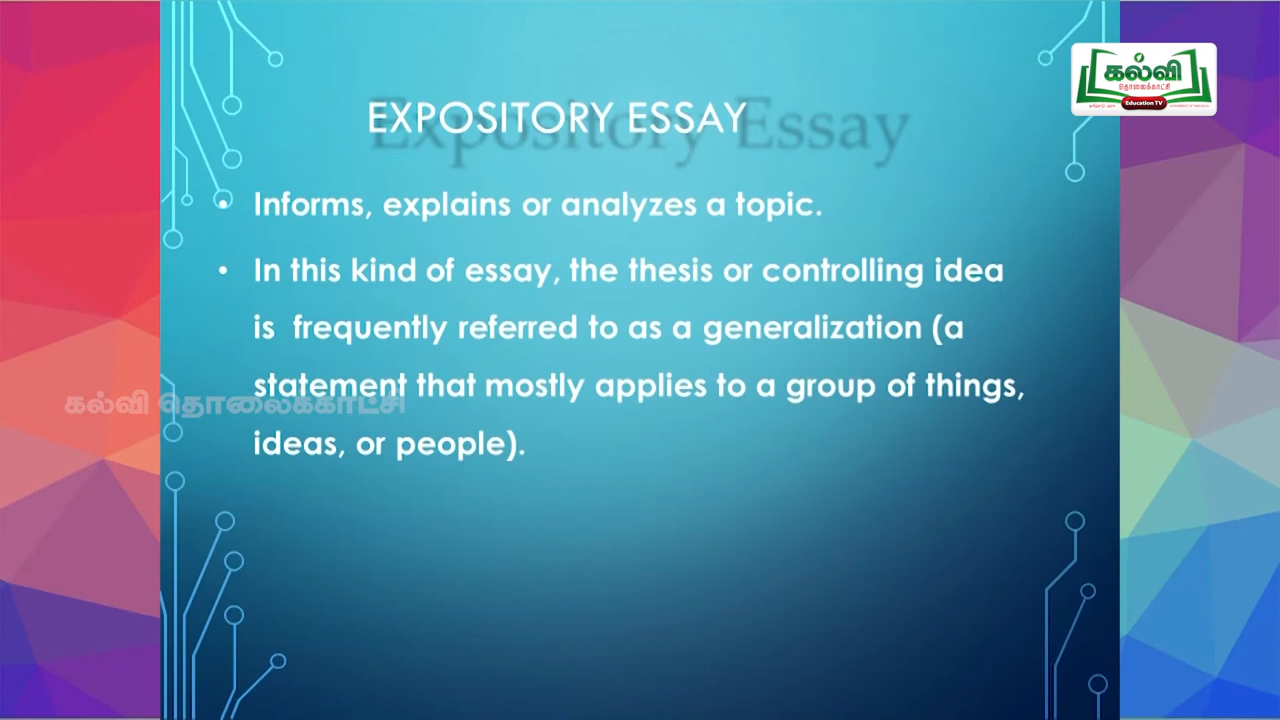 கல்வி
தொலைக்காட்சி
Education TV
EXPOSITORY ESSAY
Expository Essay
• Informs, explains or analyzes a topic.
• In this kind of essay, the thesis or controlling idea
is frequently referred to as a generalization (a
statement that mostly applies to a group of things,
கல்வி தொலைக்காட்சி
ideas, or people).